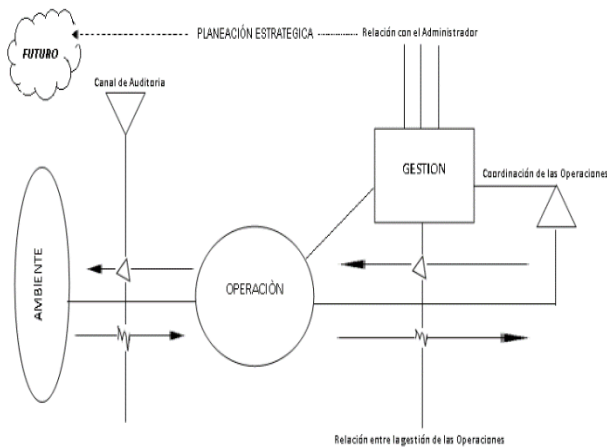 PLANEACIÓN ESTRATEGICA
Relación con el Administrador
FUTURO
Canal de Auditoria
GESTION
Coordinación de las Operaciones
AMBIENTE
OPERACIÒN
Relación entre la gestión de las Operaciones